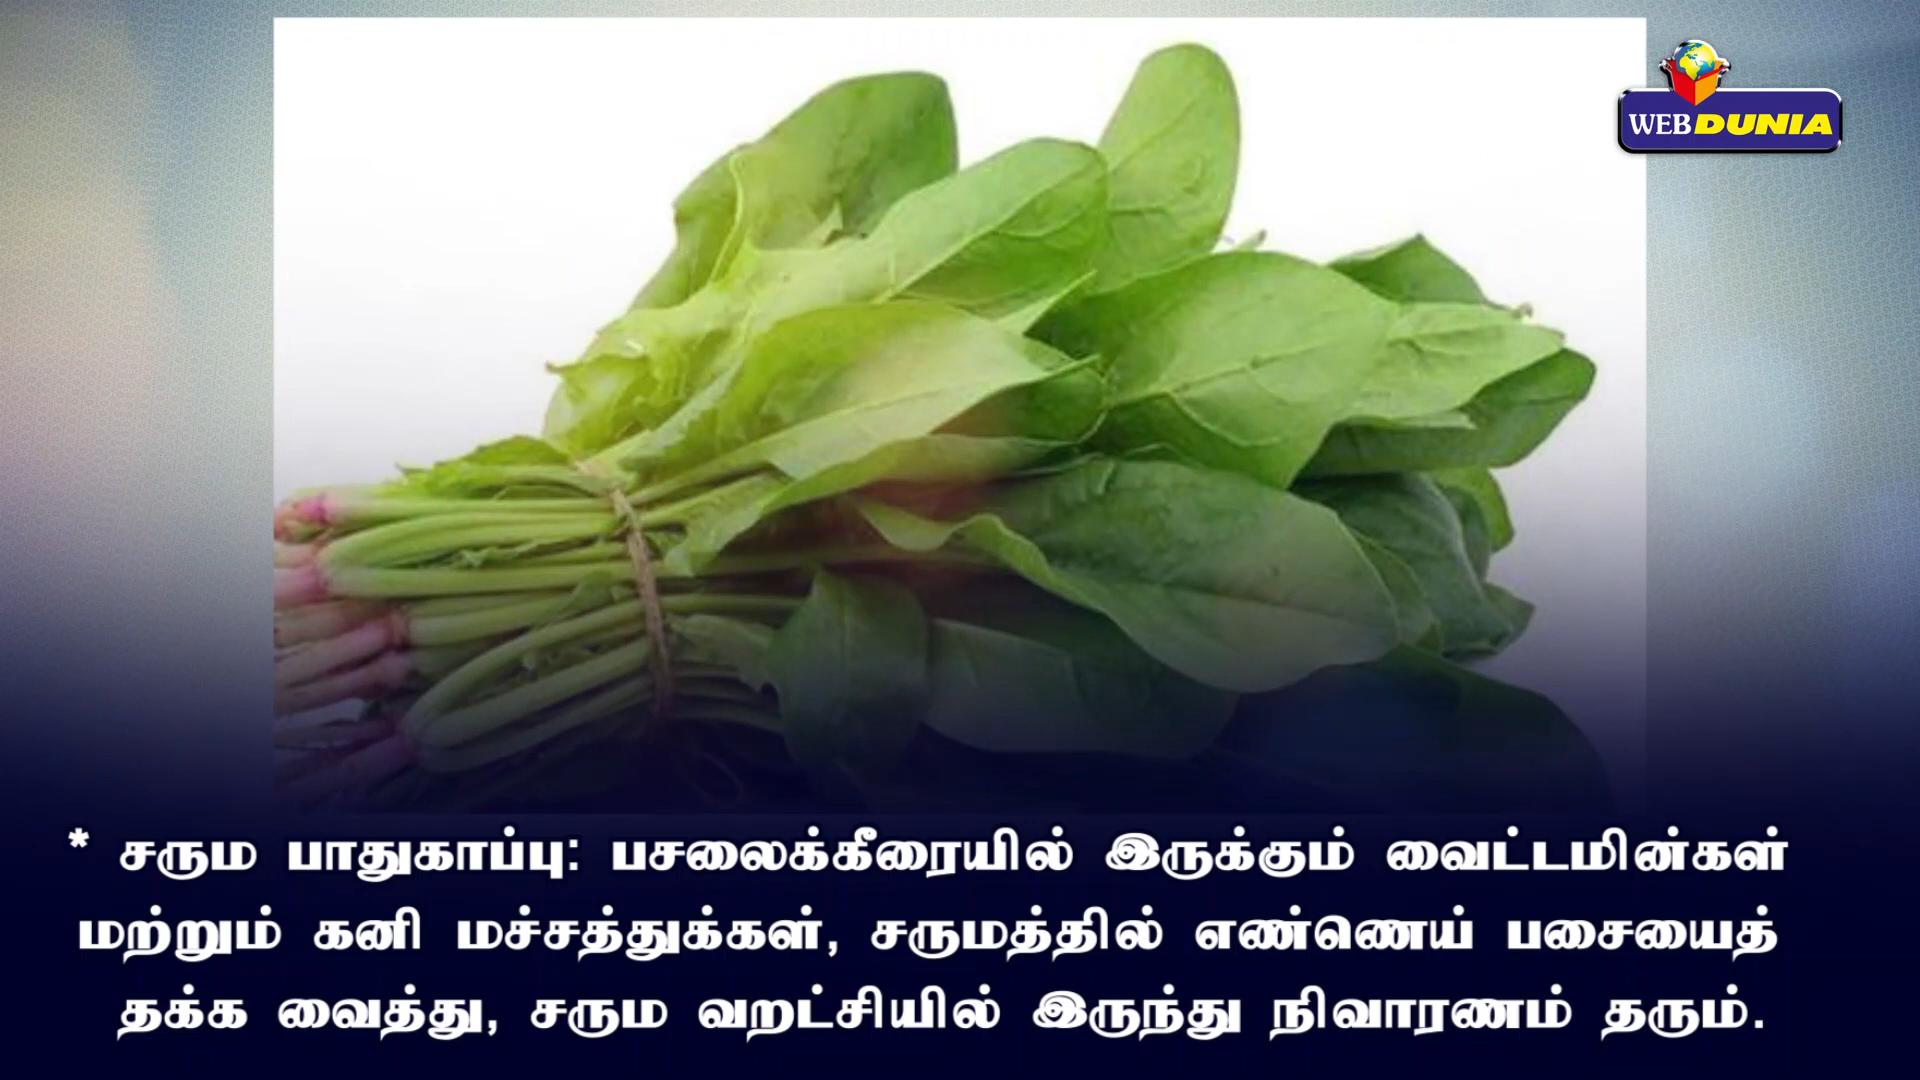 WEBDUNIA
* சரும பாதுகாப்பு: பசலைக்கீரையில் இருக்கும் வைட்டமின்கள்
மற்றும் கனி மச்சத்துக்கள், சருமத்தில் எண்ணெய் பசையைத்
தக்க வைத்து, சரும வறட்சியில் இருந்து நிவாரணம் தரும்.